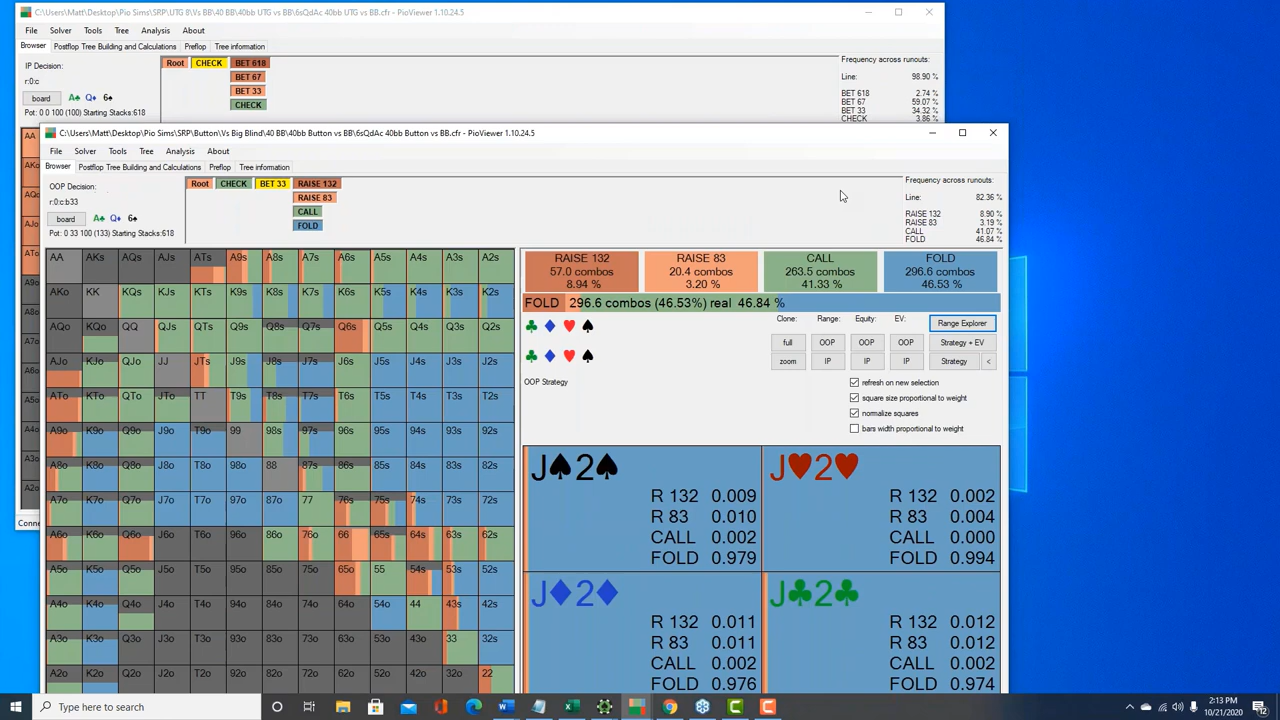 C:\Users\Matt\Desktop\Pio Sims\SRP\UTG 8\Vs BB\40 BB\40bb UTG vs BB\6sQdAc 40bb UTG vs BB.cfr - PioViewer 1.10.24.5
File Solver Tools Tree Analysis About
Browser Postflop Tree Building and Calculations Preflop Tree information
IP Decision:
r:0:c
board A♣ Q♦ 6♠
Pot: 0 0 100 (100) Starting Stacks:618
Root CHECK BET 618
BET 67
BET 33
CHECK
Frequency across runouts:
Line: 98.90 %
BET 618 2.74 %
BET 67 59.07 %
BET 33 34.32 %
CHECK 3.86 %
C:\Users\Matt\Desktop\Pio Sims\SRP\Button\Vs Big Blind\40 BB\40bb Button vs BB\6sQdAc 40bb Button vs BB.cfr - PioViewer 1.10.24.5
File Solver Tools Tree Analysis About
Browser Postflop Tree Building and Calculations Preflop Tree information
OOP Decision:
r:0:c:b33
board A♣ Q♦ 6♠
Pot: 0 33 100 (133) Starting Stacks:618
Root CHECK BET 33 RAISE 132
RAISE 83
CALL
FOLD
Frequency across runouts:
Line: 82.36 %
RAISE 132 8.90 %
RAISE 83 3.19 %
CALL 41.07 %
FOLD 46.84 %
AA AKs AQs AJs ATs A9s A8s A7s A6s A5s A4s A3s A2s
AKo KK KQs KJs KTs K9s K8s K7s K6s K5s K4s K3s K2s
AQo KQo QQ QJs QTs Q9s Q8s Q7s Q6s Q5s Q4s Q3s Q2s
AJo KJo QJo JJ JTs J9s J8s J7s J6s J5s J4s J3s J2s
ATo KTo QTo JTo TT T9s T8s T7s T6s T5s T4s T3s T2s
A9o K9o Q9o J9o T9o 99 98s 97s 96s 95s 94s 93s 92s
A8o K8o Q8o J8o T8o 98o 88 87s 86s 85s 84s 83s 82s
A7o K7o Q7o J7o T7o 97o 87o 77 76s 75s 74s 73s 72s
A6o K6o Q6o J6o T6o 96o 86o 76o 66 65s 64s 63s 62s
A5o K5o Q5o J5o T5o 95o 85o 75o 65o 55 54s 53s 52s
A4o K4o Q4o J4o T4o 94o 84o 74o 64o 54o 44 43s 42s
A3o K3o Q3o J3o T3o 93o 83o 73o 63o 53o 43o 33 32s
A2o K2o Q2o J2o T2o 92o 82o 72o 62o 52o 42o 32o 22
RAISE 132 RAISE 83 CALL FOLD
57.0 combos 20.4 combos 263.5 combos 296.6 combos
8.94 % 3.20 % 41.33 % 46.53 %
FOLD 296.6 combos (46.53%) real 46.84 %
♣ ♦ ♥ ♠
♣ ♦ ♥ ♠
Clone: Range: Equity: EV: Range Explorer
full OOP OOP OOP Strategy + EV
zoom IP IP IP Strategy <
OOP Strategy
refresh on new selection
square size proportional to weight
normalize squares
bars width proportional to weight
J♠2♠
R 132 0.009
R 83 0.010
CALL 0.002
FOLD 0.979
J♥2♥
R 132 0.002
R 83 0.004
CALL 0.000
FOLD 0.994
J♦2♦
R 132 0.011
R 83 0.011
CALL 0.002
FOLD 0.976
J♣2♣
R 132 0.012
R 83 0.012
CALL 0.002
FOLD 0.974
Type here to search
2:13 PM
10/21/2020